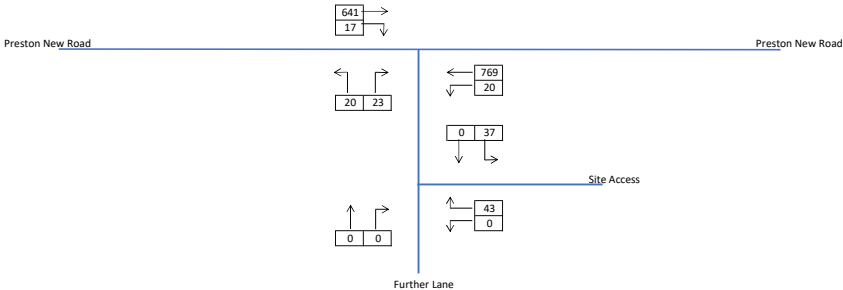 641
17
Preston New Road
Preston New Road
769
20
20 23
0 37
Site Access
43
0
0 0
Further Lane